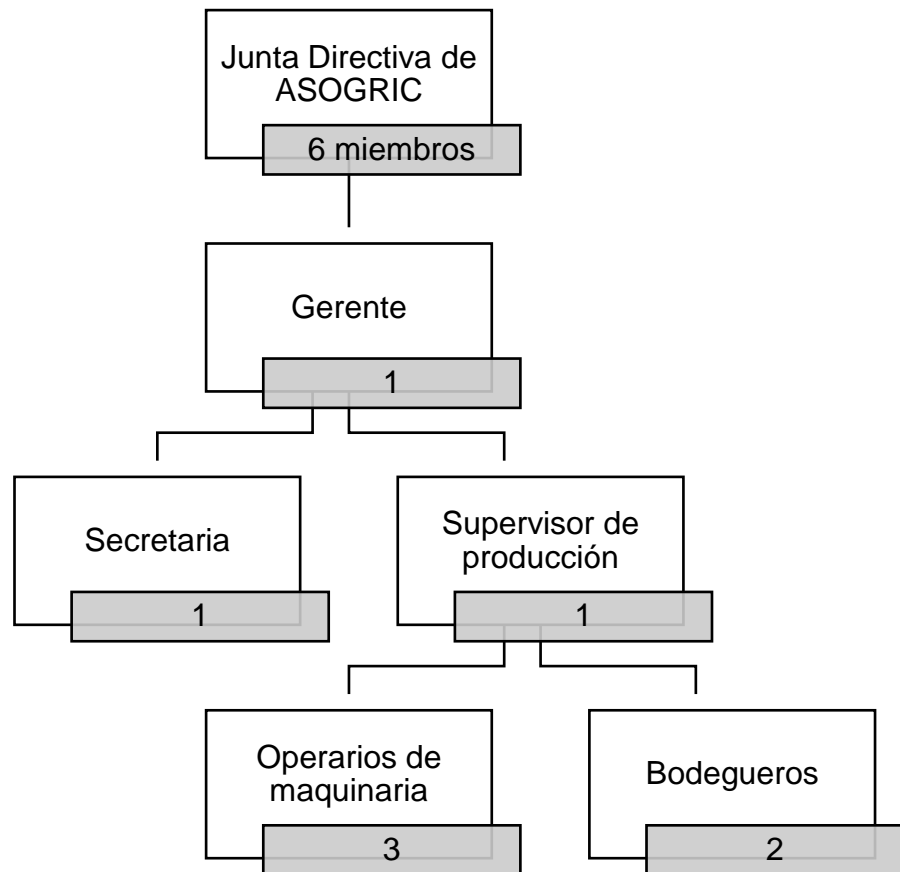 Junta Directiva de
ASOGRIC
6 miembros
Gerente
1
Secretaria
1
Supervisor de
producción
1
Operarios de
maquinaria
3
Bodegueros
2